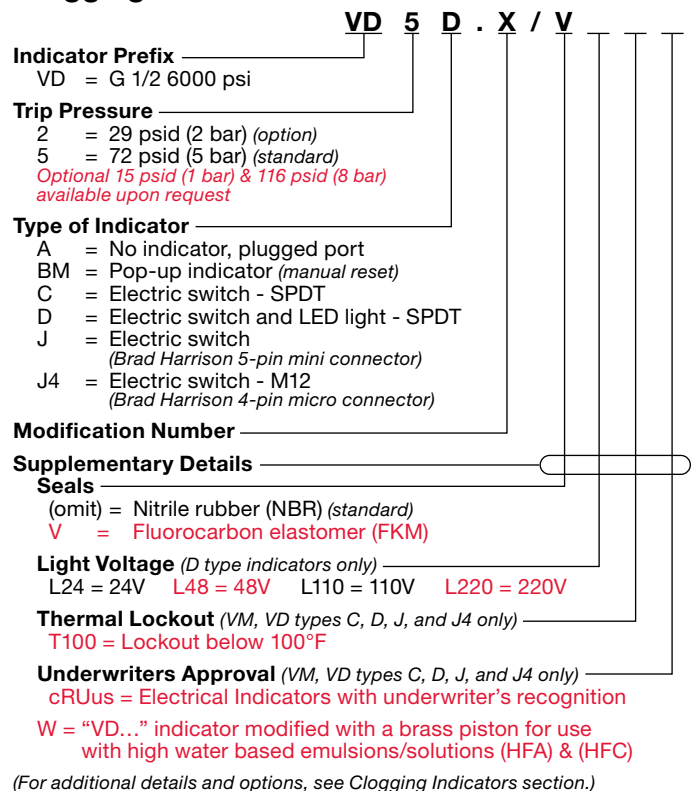 VD 5 D . X / V _ _ _
Indicator Prefix
VD = G 1/2 6000 psi
Trip Pressure
2 = 29 psid (2 bar) (option)
5 = 72 psid (5 bar) (standard)
Optional 15 psid (1 bar) & 116 psid (8 bar)
available upon request
Type of Indicator
A = No indicator, plugged port
BM = Pop-up indicator (manual reset)
C = Electric switch - SPDT
D = Electric switch and LED light - SPDT
J = Electric switch
(Brad Harrison 5-pin mini connector)
J4 = Electric switch - M12
(Brad Harrison 4-pin micro connector)
Modification Number
Supplementary Details
Seals
(omit) = Nitrile rubber (NBR) (standard)
V = Fluorocarbon elastomer (FKM)
Light Voltage (D type indicators only)
L24 = 24V L48 = 48V L110 = 110V L220 = 220V
Thermal Lockout (VM, VD types C, D, J, and J4 only)
T100 = Lockout below 100°F
Underwriters Approval (VM, VD types C, D, J, and J4 only)
cRUus = Electrical Indicators with underwriter's recognition
W = “VD…” indicator modified with a brass piston for use
with high water based emulsions/solutions (HFA) & (HFC)
(For additional details and options, see Clogging Indicators section.)